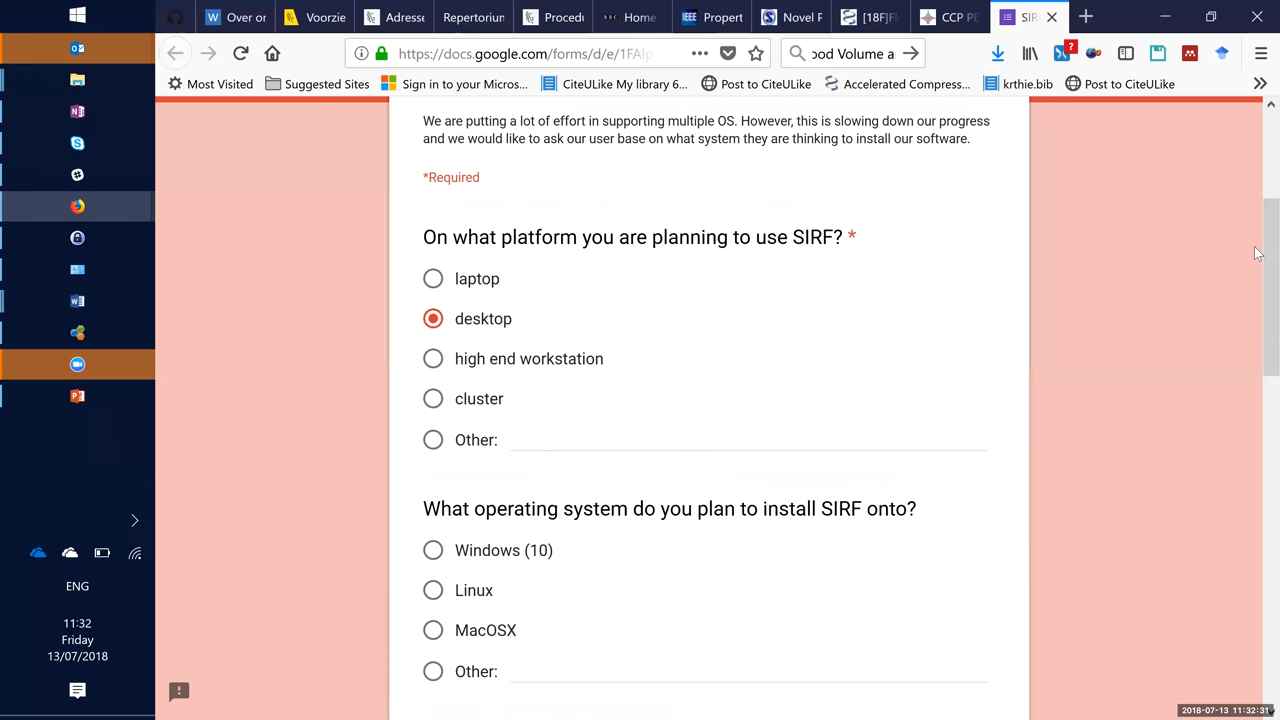 Over or
Voorzie
Adresse
Repertorium
Procedu
BBC
Home
IEEE
Propert
Novel P
[18F]Fl
CCP PE
SIR
https://docs.google.com/forms/d/e/1FAIp
ood Volume a
?
Most Visited
Suggested Sites
Sign in to your Micros...
CiteULike My library 6...
Post to CiteULike
Accelerated Compress...
krthie.bib
Post to CiteULike
We are putting a lot of effort in supporting multiple OS. However, this is slowing down our progress
and we would like to ask our user base on what system they are thinking to install our software.
*Required
On what platform you are planning to use SIRF? *
laptop
desktop
high end workstation
cluster
Other:
What operating system do you plan to install SIRF onto?
Windows (10)
Linux
MacOSX
Other:
ENG
11:32
Friday
13/07/2018
2018-07-13 11:32:31